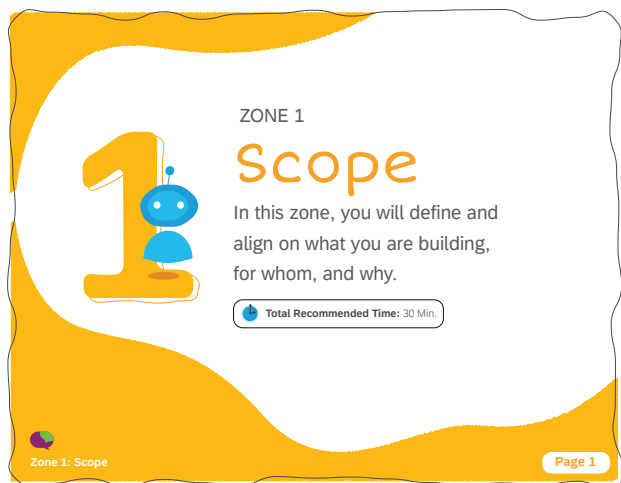 ZONE 1
1
Scope
In this zone, you will define and
align on what you are building,
for whom, and why.
Total Recommended Time: 30 Min.
Zone 1: Scope
Page 1